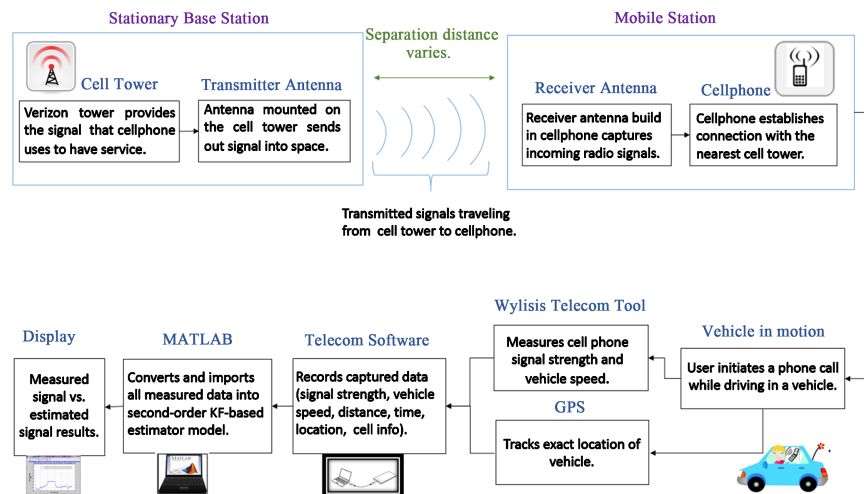 Stationary Base Station
Mobile Station
Separation distance
varies.
Cell Tower
Transmitter Antenna
Receiver Antenna
Cellphone
Verizon tower provides
the signal that cellphone
uses to have service.
Antenna mounted on
the cell tower sends
out signal into space.
Receiver antenna build
in cellphone captures
incoming radio signals.
Cellphone establishes
connection with the
nearest cell tower.
Transmitted signals traveling
from cell tower to cellphone.
Wylisis Telecom Tool
Display
MATLAB
Telecom Software
Vehicle in motion
Measured
signal vs.
estimated
signal results.
Converts and imports
all measured data into
second-order KF-based
estimator model.
Records captured data
(signal strength, vehicle
speed, distance, time,
location, cell info).
Measures cell phone
signal strength and
vehicle speed.
User initiates a phone call
while driving in a vehicle.
GPS
Tracks exact location of
vehicle.
MATLAB